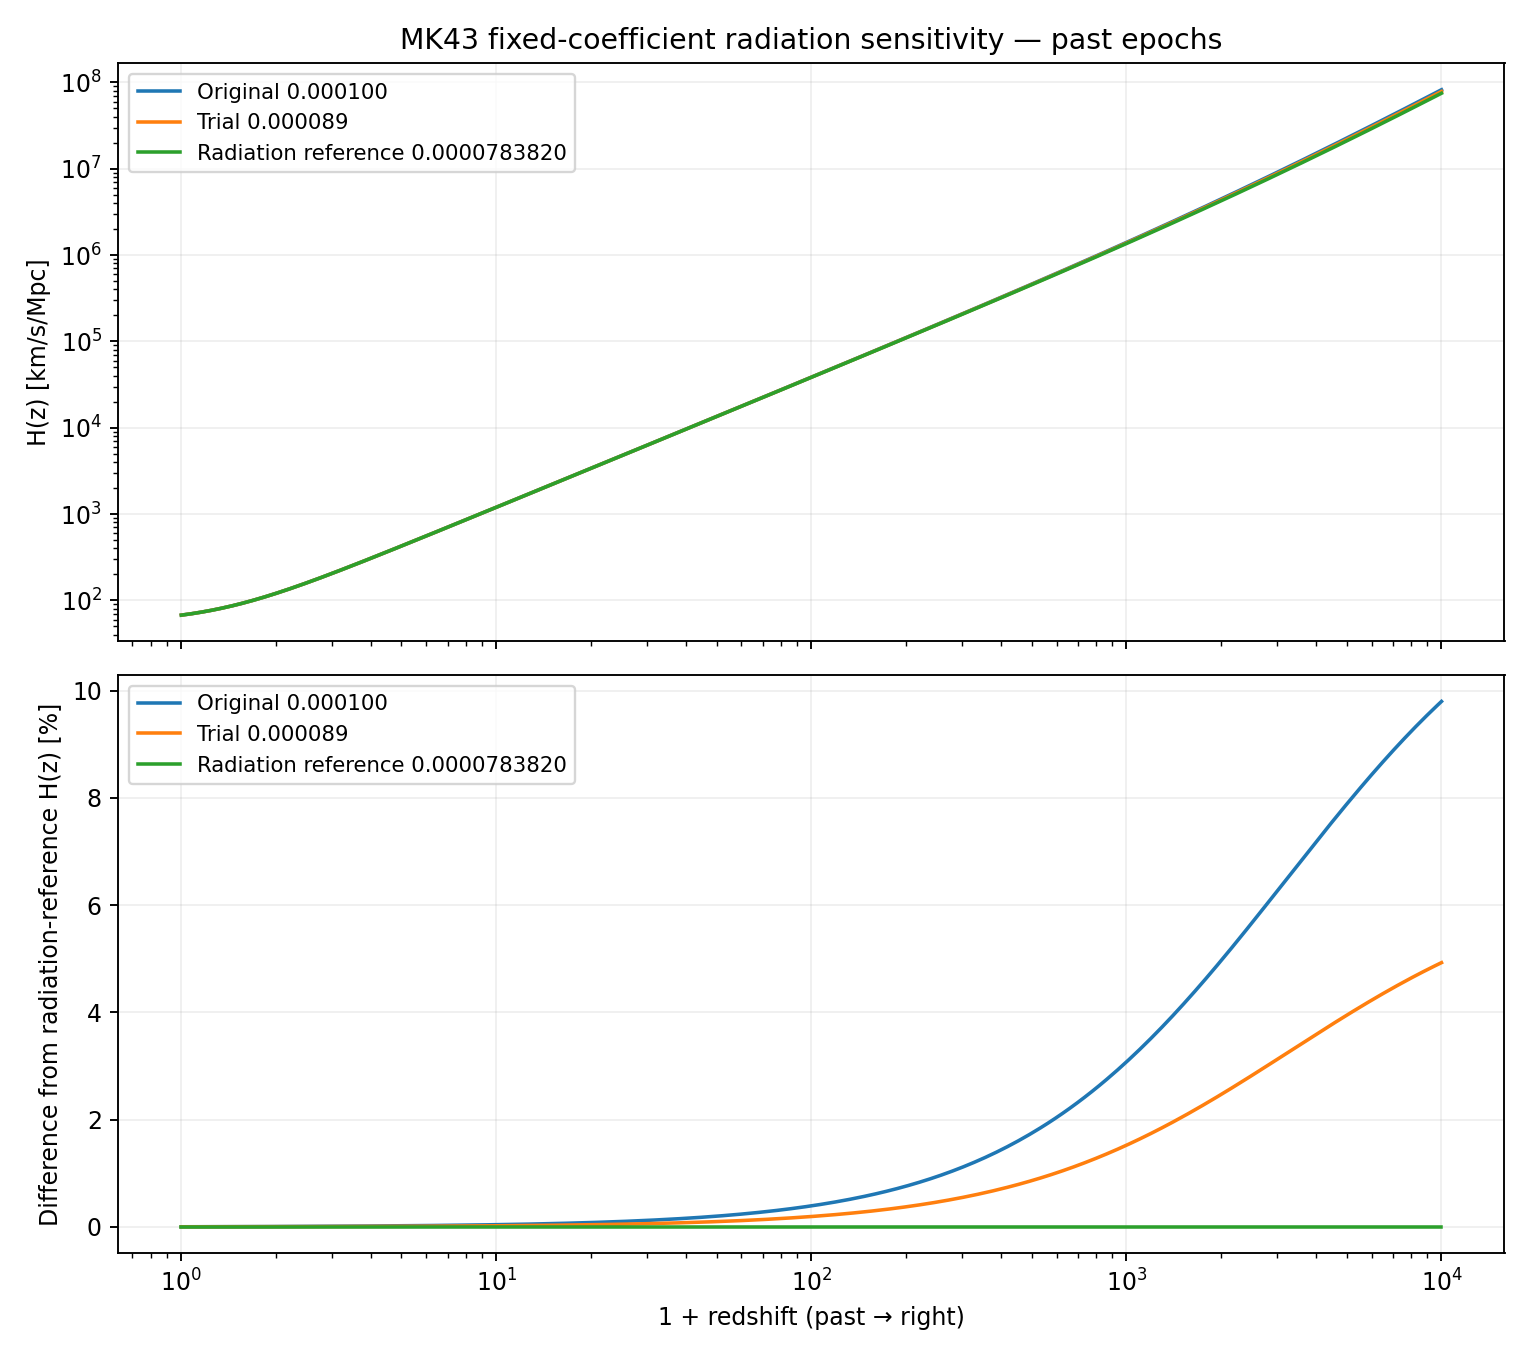 MK43 fixed-coefficient radiation sensitivity — past epochs
10⁸
10⁷
10⁶
10⁵
10⁴
10³
10²
H(z) [km/s/Mpc]
Original 0.000100
Trial 0.000089
Radiation reference 0.0000783820
10
8
6
4
2
0
Difference from radiation-reference H(z) [%]
Original 0.000100
Trial 0.000089
Radiation reference 0.0000783820
10⁰ 10¹ 10² 10³ 10⁴
1 + redshift (past → right)